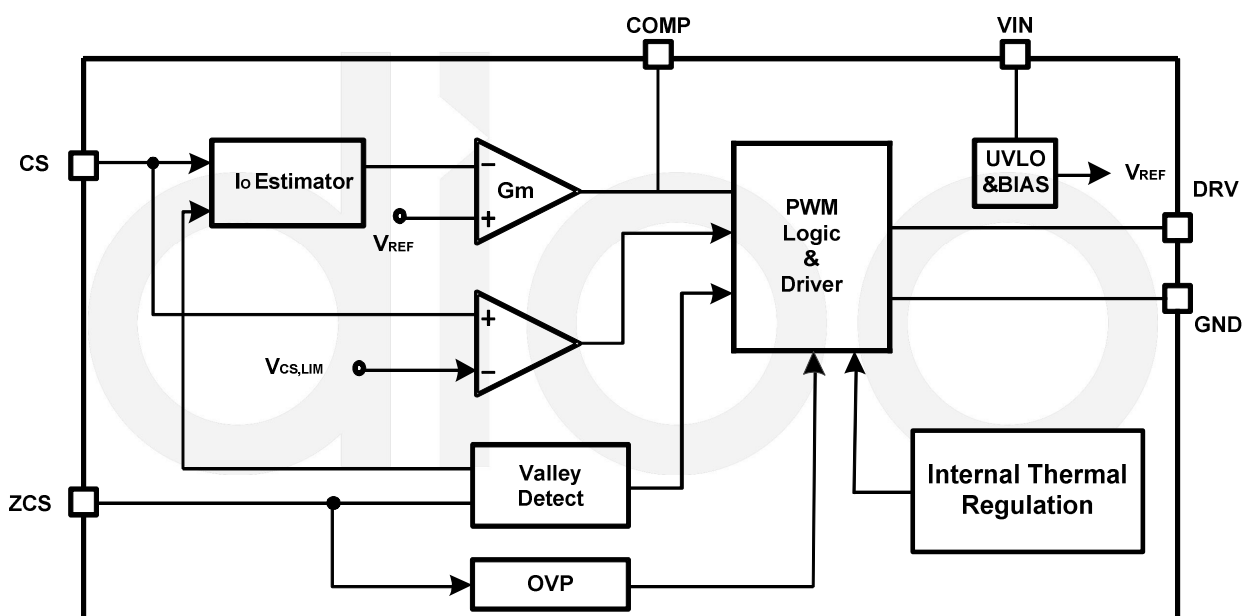 COMP
VIN
CS
IO Estimator
−
Gm
+
VREF
UVLO
&BIAS
VREF
DRV
PWM
Logic
&
Driver
GND
+
−
VCS,LIM
Valley
Detect
Internal Thermal
Regulation
ZCS
OVP
dioo